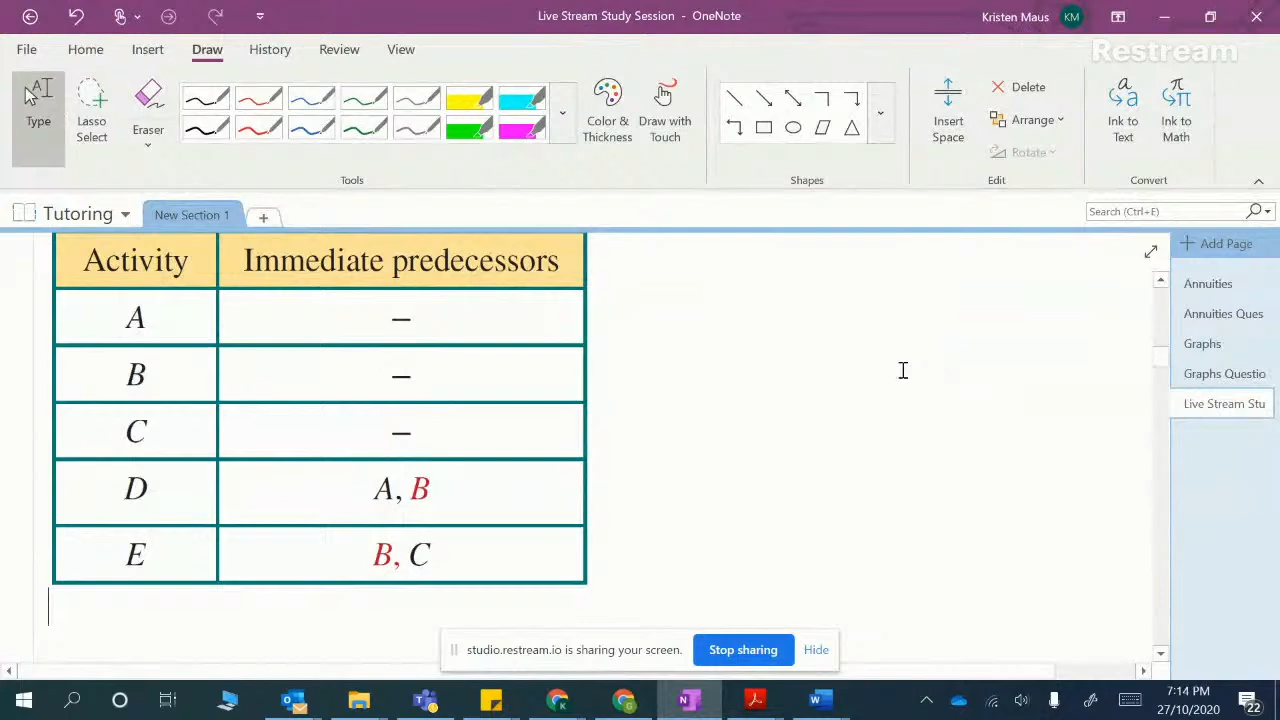 Live Stream Study Session - OneNote
Kristen Maus
KM
File
Home
Insert
Draw
History
Review
View
Restream
Type
Lasso Select
Eraser
Color & Thickness
Draw with Touch
Insert Space
Delete
Arrange
Rotate
Ink to Text
Ink to Math
Tools
Shapes
Edit
Convert
Tutoring
New Section 1
Search (Ctrl+E)
Add Page
Annuities
Annuities Ques
Graphs
Graphs Questio
Live Stream Stu
Activity Immediate predecessors
A –
B –
C –
D A, B
E B, C
studio.restream.io is sharing your screen. Stop sharing Hide
7:14 PM
27/10/2020
22